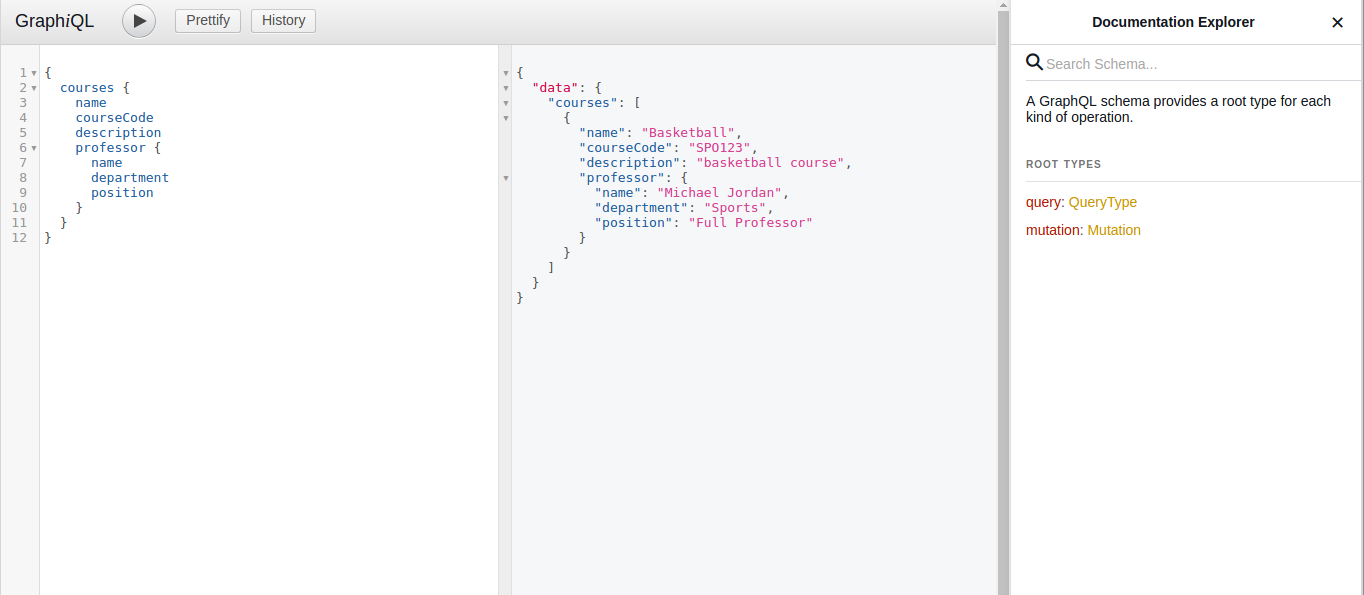 GraphiQL
Prettify
History
1 {
2 courses {
3 name
4 courseCode
5 description
6 professor {
7 name
8 department
9 position
10 }
11 }
12 }
{
"data": {
"courses": [
{
"name": "Basketball",
"courseCode": "SPO123",
"description": "basketball course",
"professor": {
"name": "Michael Jordan",
"department": "Sports",
"position": "Full Professor"
}
}
]
}
}
Documentation Explorer
Search Schema...
A GraphQL schema provides a root type for each
kind of operation.
ROOT TYPES
query: QueryType
mutation: Mutation